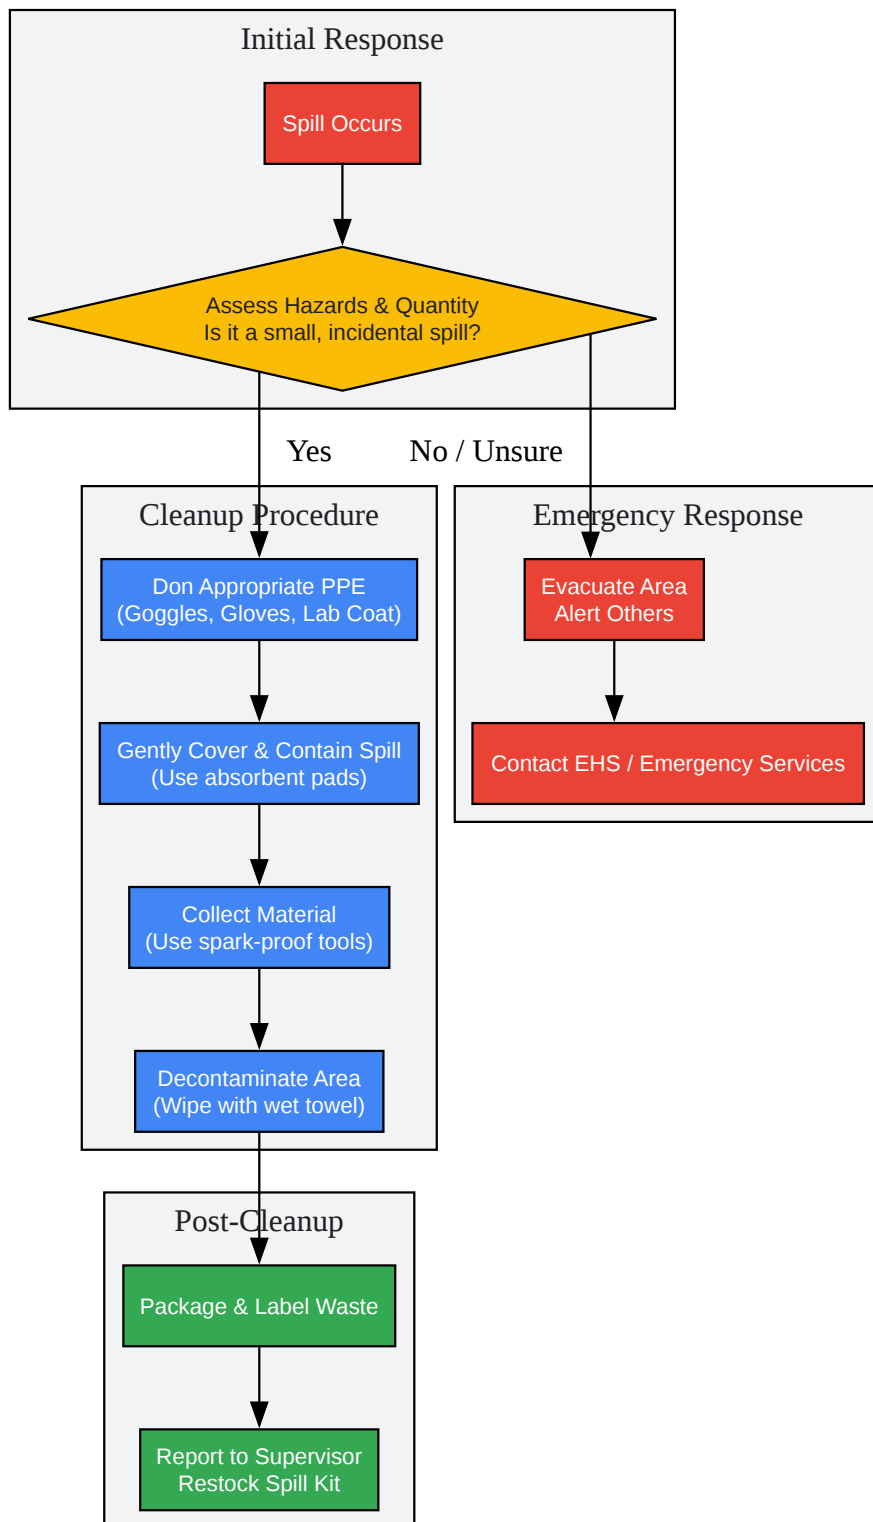 Initial Response
Spill Occurs
Assess Hazards & Quantity
Is it a small, incidental spill?
Yes
No / Unsure
Cleanup Procedure
Emergency Response
Don Appropriate PPE
(Goggles, Gloves, Lab Coat)
Evacuate Area
Alert Others
Gently Cover & Contain Spill
(Use absorbent pads)
Contact EHS / Emergency Services
Collect Material
(Use spark-proof tools)
Decontaminate Area
(Wipe with wet towel)
Post-Cleanup
Package & Label Waste
Report to Supervisor
Restock Spill Kit